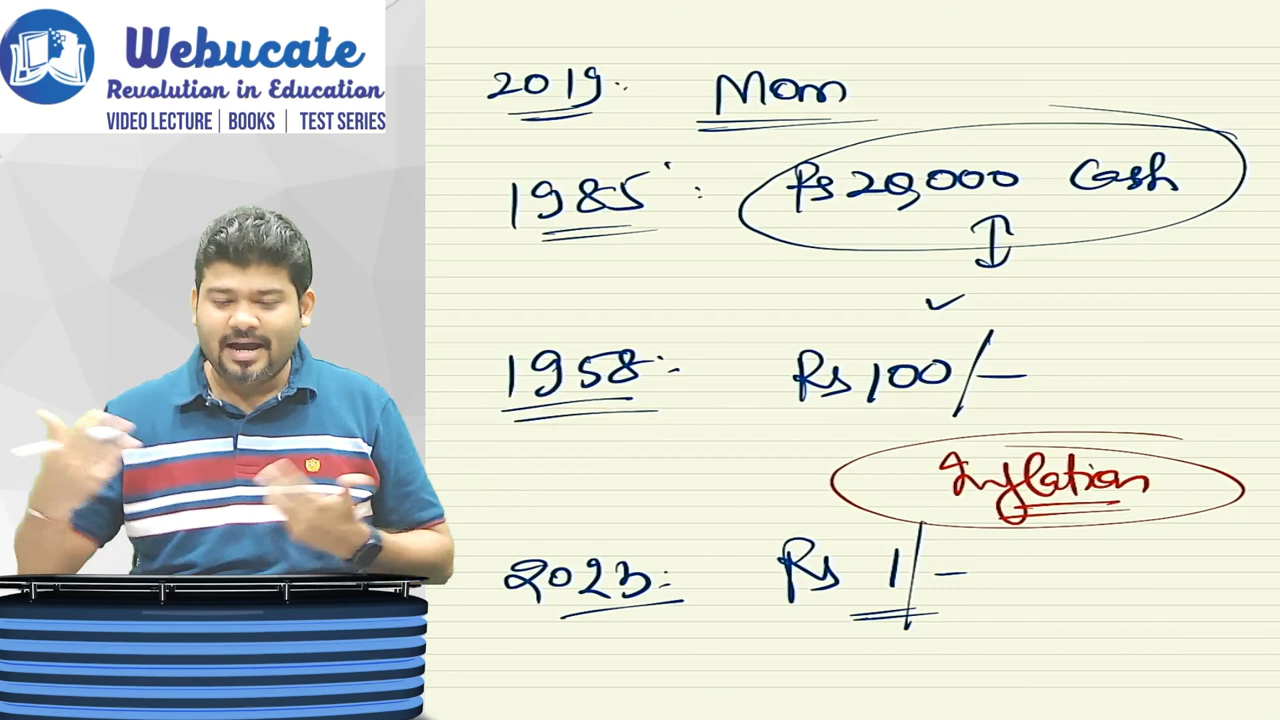 Webucate
Revolution in Education
VIDEO LECTURE | BOOKS | TEST SERIES
2019: Mom
1985: Rs 20,000 Cash
1958: Rs 100/-
Inflation
2023: Rs 1/-